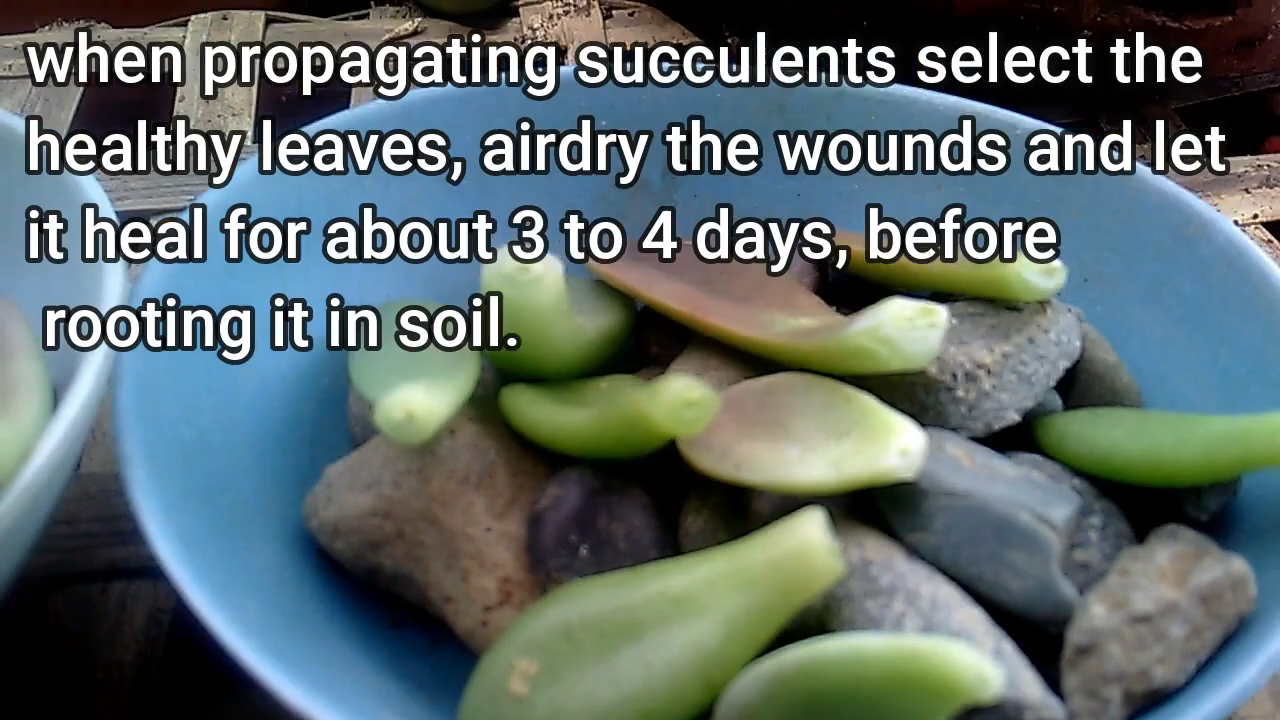 when propagating succulents select the
healthy leaves, airdry the wounds and let
it heal for about 3 to 4 days, before
rooting it in soil.